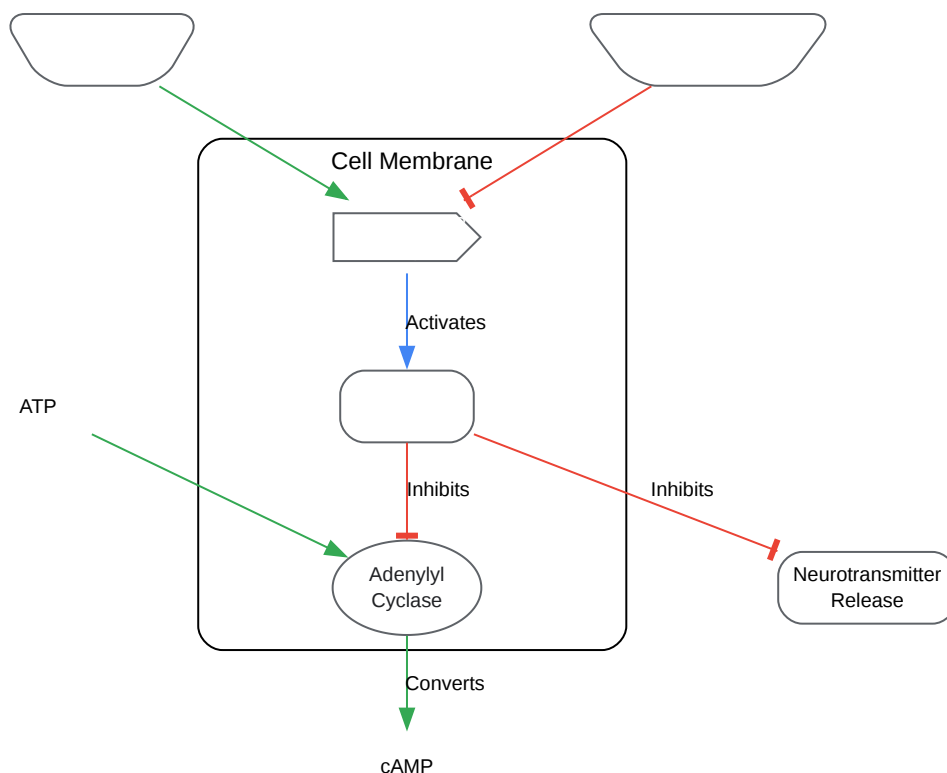 Cell Membrane
Activates
ATP
Inhibits
Inhibits
Adenylyl
Cyclase
Neurotransmitter
Release
Converts
cAMP